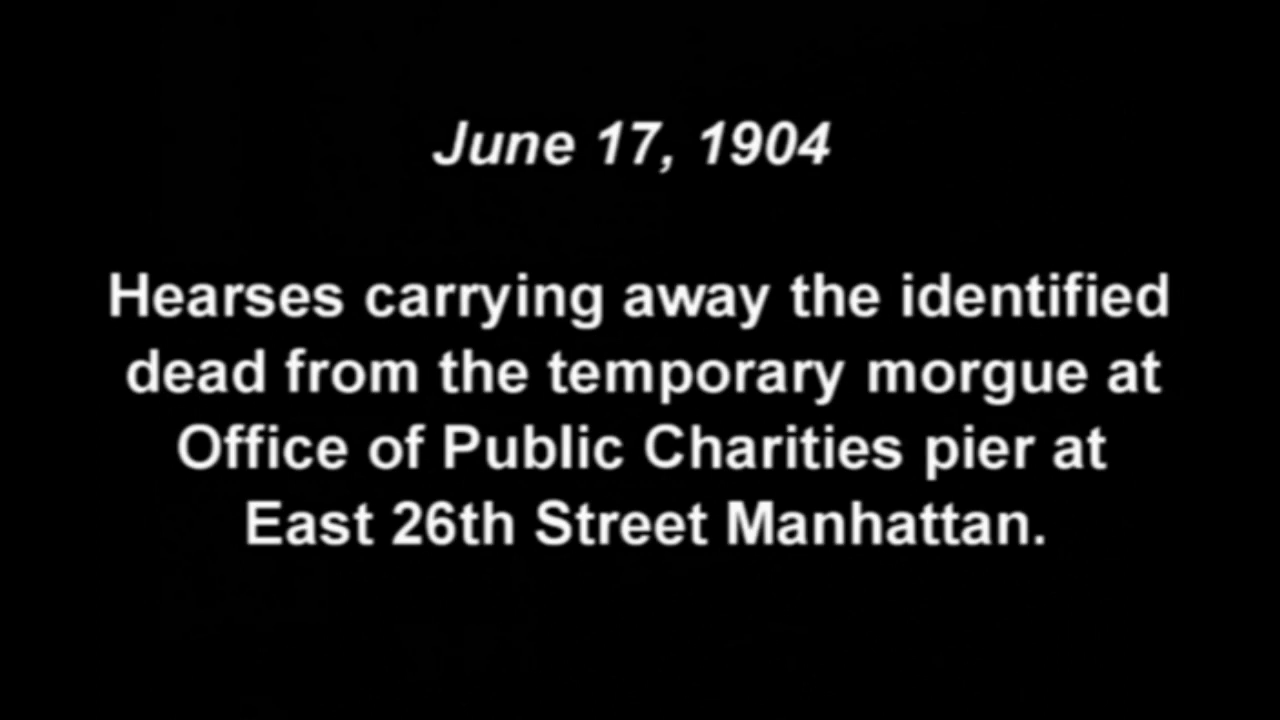 June 17, 1904
Hearses carrying away the identified
dead from the temporary morgue at
Office of Public Charities pier at
East 26th Street Manhattan.